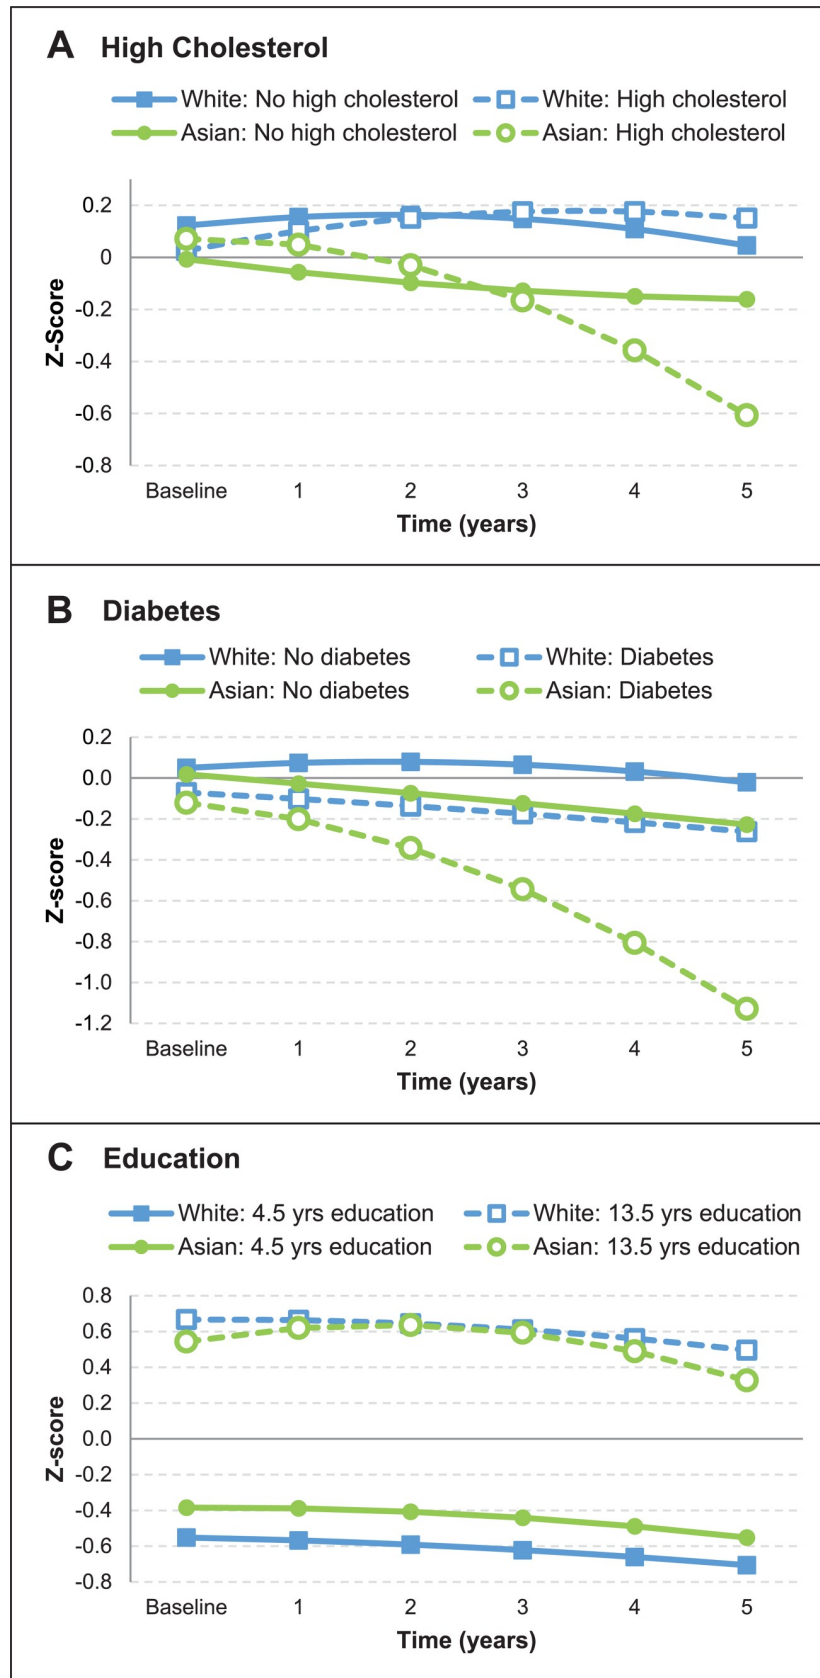 A High Cholesterol
White: No high cholesterol White: High cholesterol
Asian: No high cholesterol Asian: High cholesterol
0.2
0
-0.2
-0.4
-0.6
-0.8
Z-Score
Baseline 1 2 3 4 5
Time (years)
B Diabetes
White: No diabetes White: Diabetes
Asian: No diabetes Asian: Diabetes
0.2
0.0
-0.2
-0.4
-0.6
-0.8
-1.0
-1.2
Z-score
Baseline 1 2 3 4 5
Time (years)
C Education
White: 4.5 yrs education White: 13.5 yrs education
Asian: 4.5 yrs education Asian: 13.5 yrs education
0.8
0.6
0.4
0.2
0.0
-0.2
-0.4
-0.6
-0.8
Z-score
Baseline 1 2 3 4 5
Time (years)